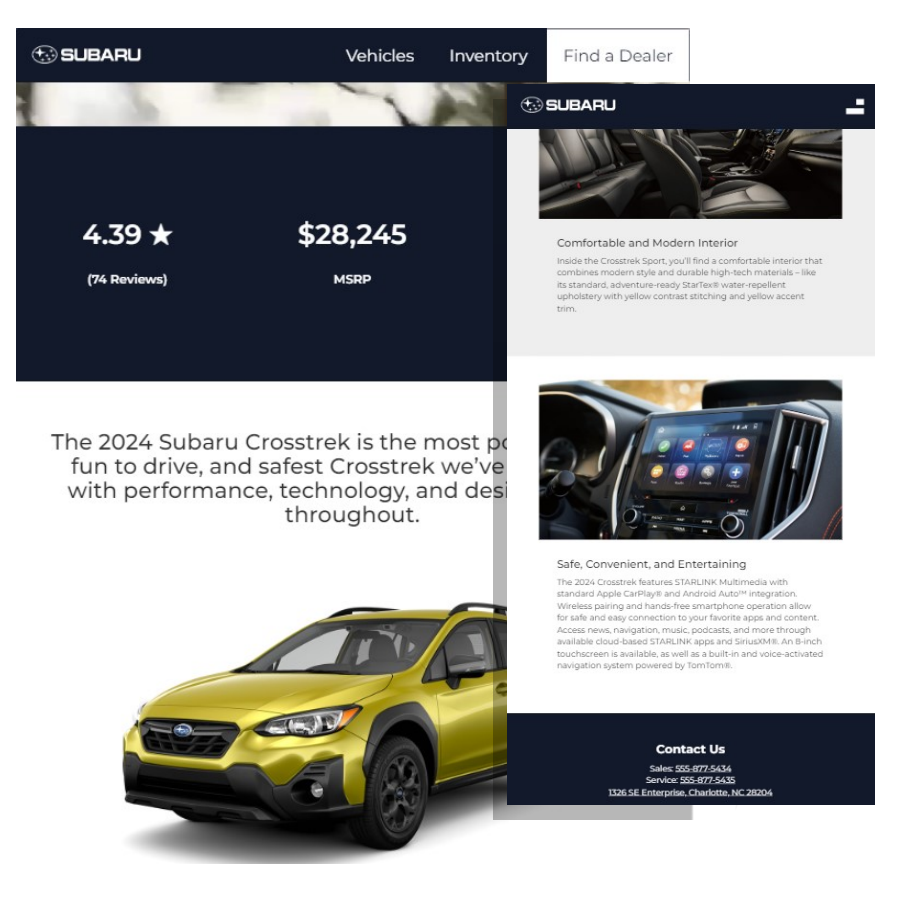 SUBARU
Vehicles
Inventory
Find a Dealer
4.39 ★
(74 Reviews)
$28,245
MSRP
The 2024 Subaru Crosstrek is the most po
fun to drive, and safest Crosstrek we've
with performance, technology, and desi
throughout.
SUBARU
Comfortable and Modern Interior
Inside the Crosstrek Sport, you'll find a comfortable interior that
combines modern style and durable high-tech materials – like
its standard, adventure-ready StarTex® water-repellent
upholstery with yellow contrast stitching and yellow accent
trim.
Safe, Convenient, and Entertaining
The 2024 Crosstrek features STARLINK Multimedia with
standard Apple CarPlay® and Android Auto™ integration.
Wireless pairing and hands-free smartphone operation allow
for safe and easy connection to your favorite apps and content.
Access news, navigation, music, podcasts, and more through
available cloud-based STARLINK apps and SiriusXM®. An 8-inch
touchscreen is available, as well as a built-in and voice-activated
navigation system powered by TomTom®.
Contact Us
Sales: 555-877-5434
Service: 555-877-5435
1326 SE Enterprise, Charlotte, NC 28204